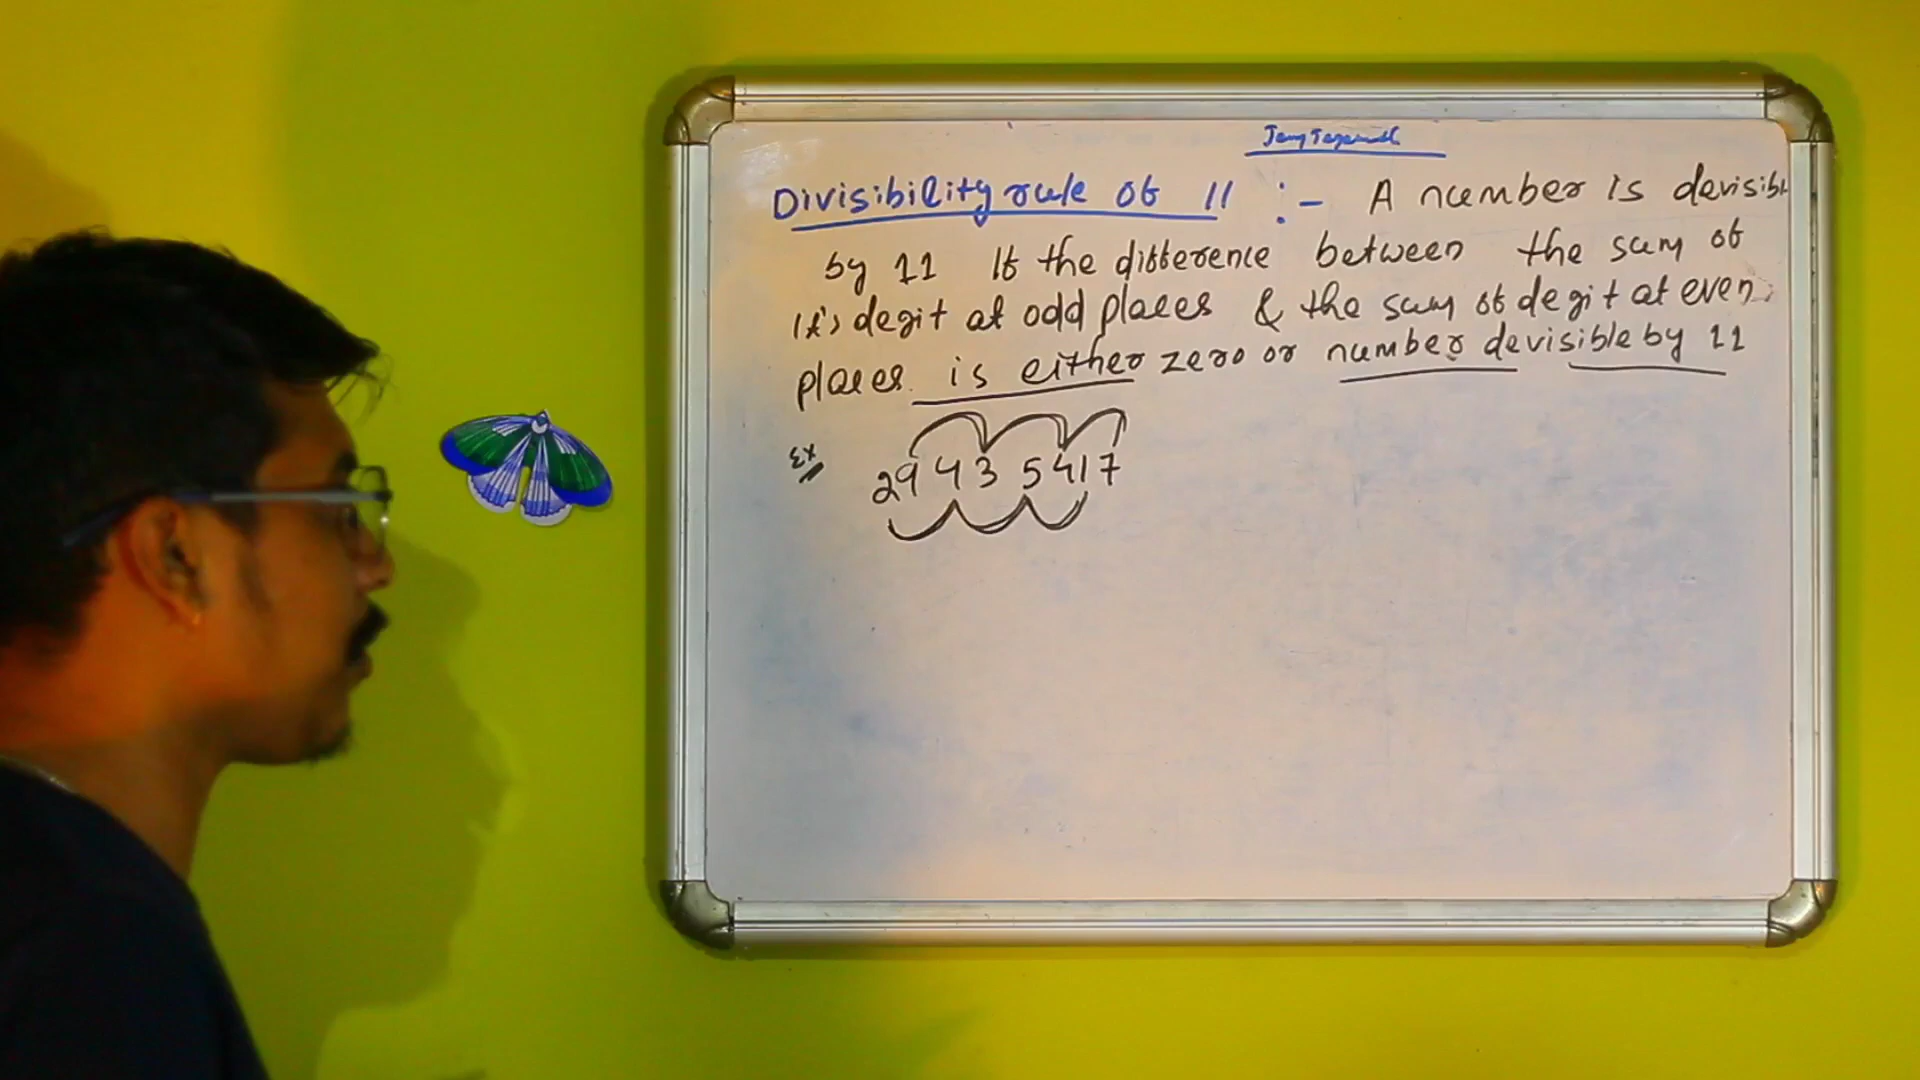 Divisibility rule of 11 :- A number is devisibl
by 11 If the difference between the sum of
it's degit at odd places & the sum of degit at even
places. is either zero or number devisible by 11
Ex
29435417